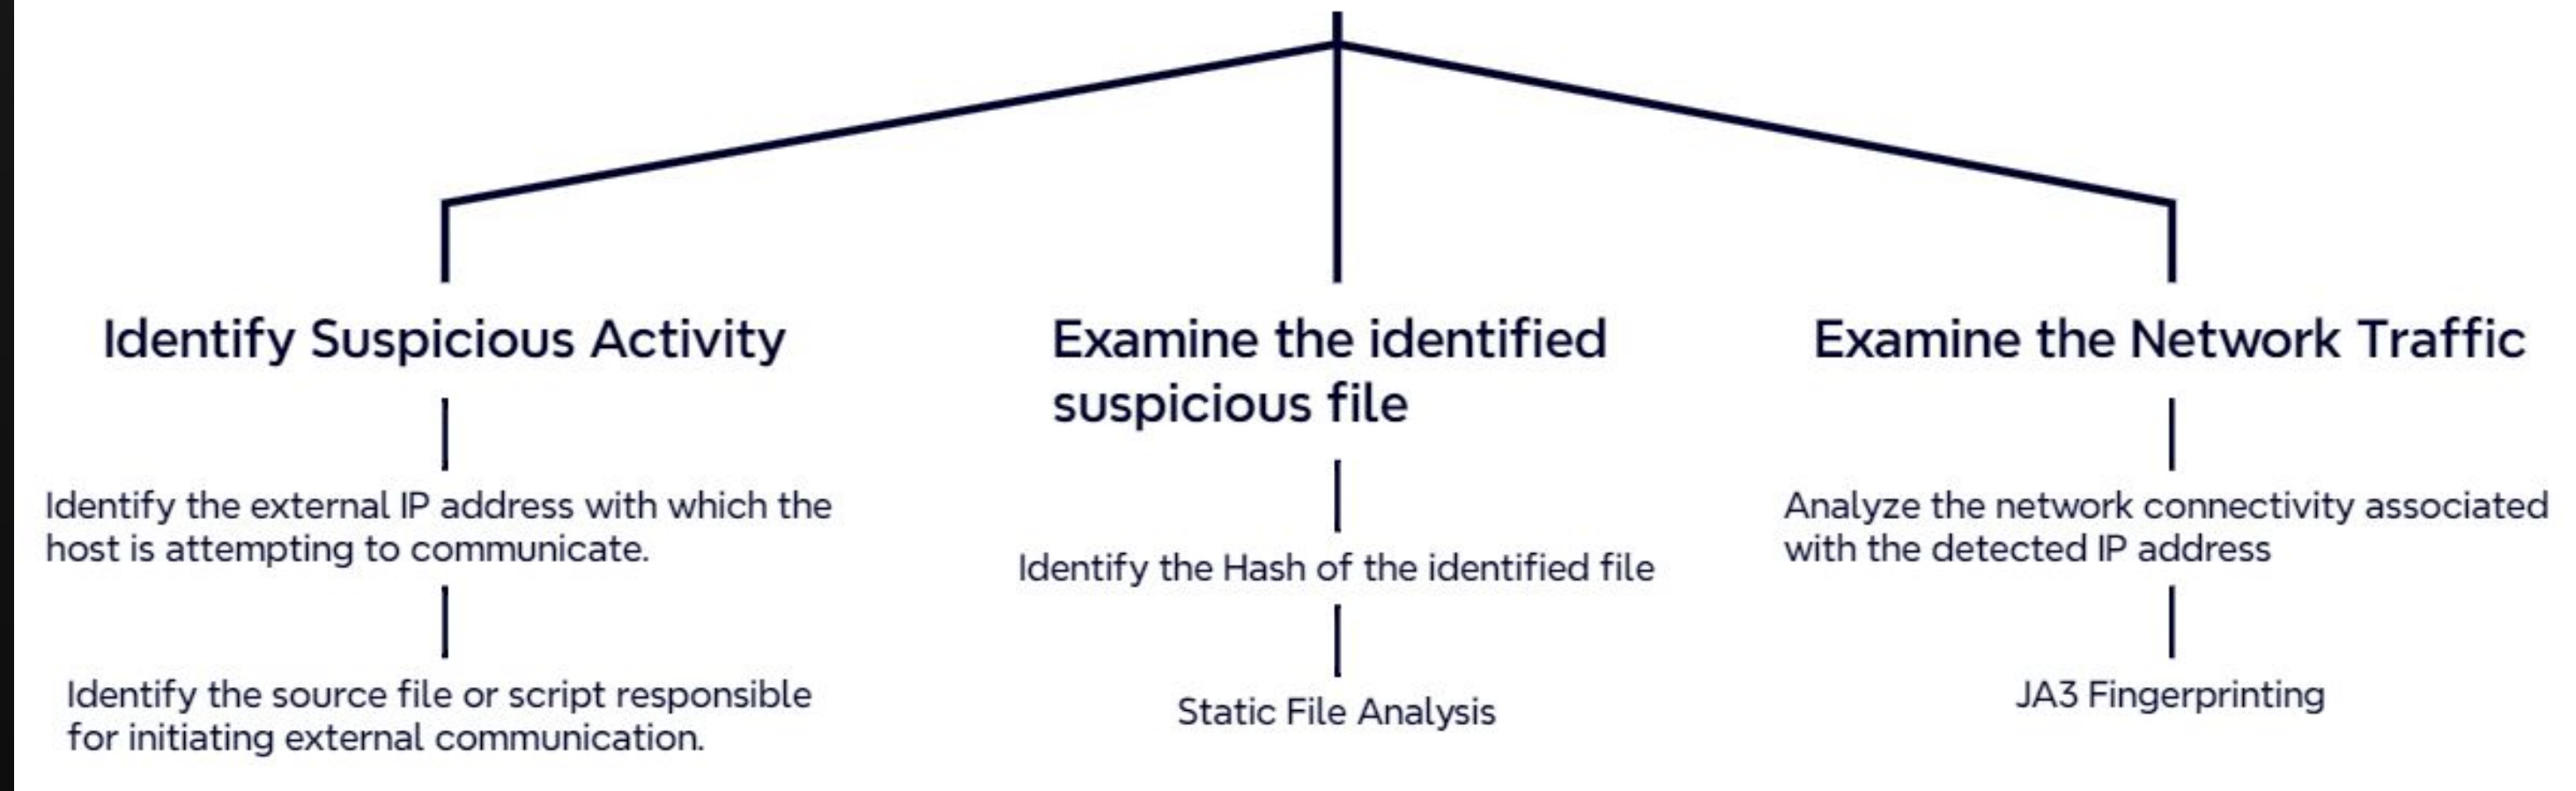 Identify Suspicious Activity
Identify the external IP address with which the
host is attempting to communicate.
Identify the source file or script responsible
for initiating external communication.
Examine the identified
suspicious file
Identify the Hash of the identified file
Static File Analysis
Examine the Network Traffic
Analyze the network connectivity associated
with the detected IP address
JA3 Fingerprinting